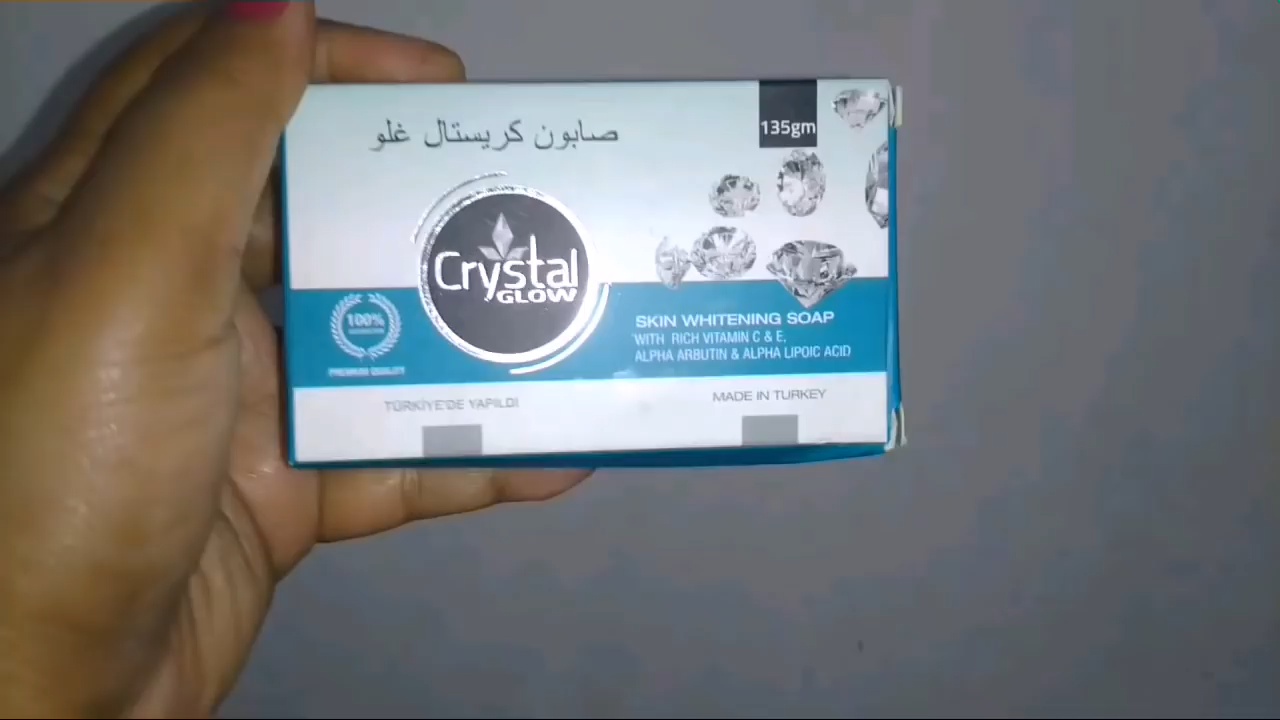 صابون كريستال غلو
135gm
Crystal
GLOW
100%
PREMIUM QUALITY
SKIN WHITENING SOAP
WITH RICH VITAMIN C & E,
ALPHA ARBUTIN & ALPHA LIPOIC ACID
TÜRKİYE'DE YAPILDI
MADE IN TURKEY